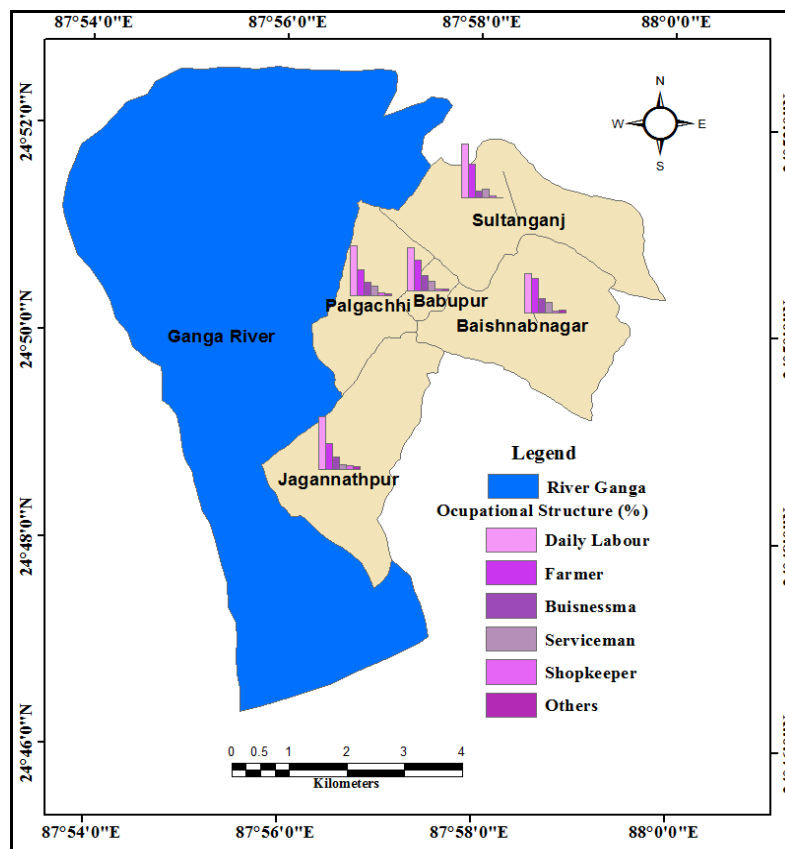 87°54'0"E 87°56'0"E 87°58'0"E 88°0'0"E
24°52'0"N
N
W E
S
Sultanganj
Palgachhi
Babupur
Baishnabnagar
24°50'0"N
Ganga River
Jagannathpur
Legend
River Ganga
Ocupational Structure (%)
Daily Labour
Farmer
Buisnessma
Serviceman
Shopkeeper
Others
24°48'0"N
24°46'0"N
0 0.5 1 2 3 4
Kilometers
87°54'0"E 87°56'0"E 87°58'0"E 88°0'0"E